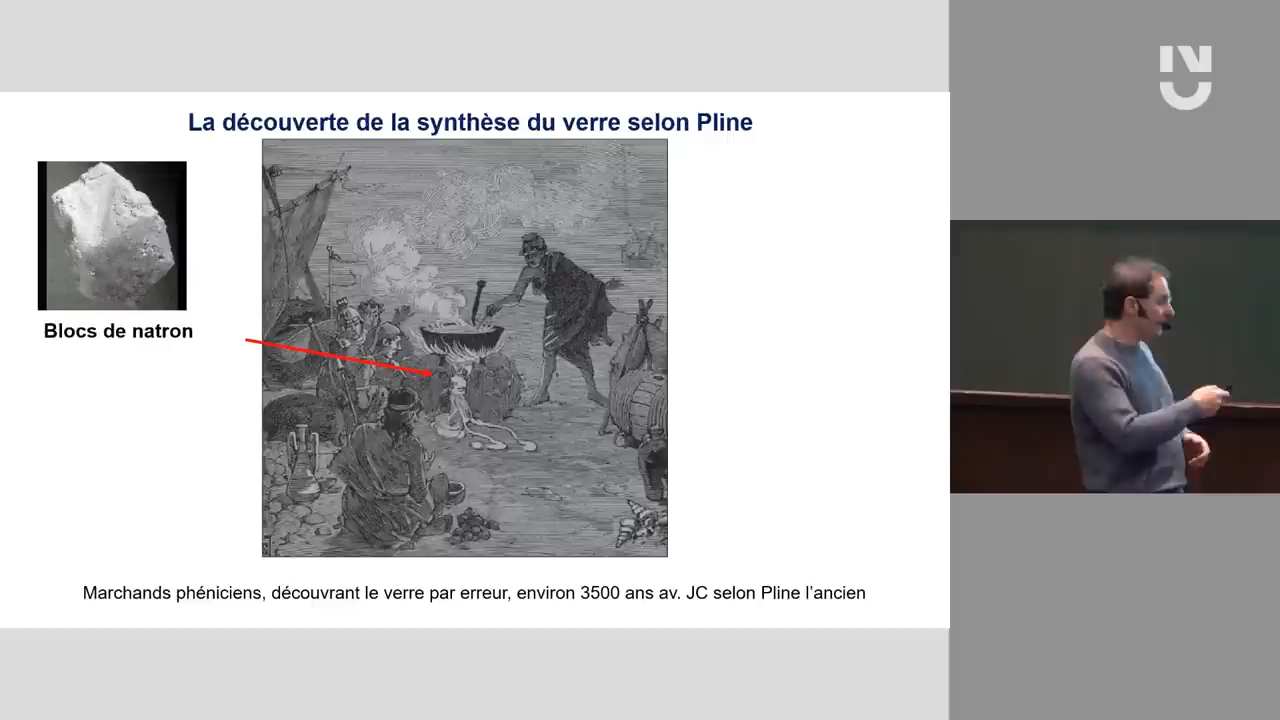 La découverte de la synthèse du verre selon Pline
Blocs de natron
Marchands phéniciens, découvrant le verre par erreur, environ 3500 ans av. JC selon Pline l’ancien